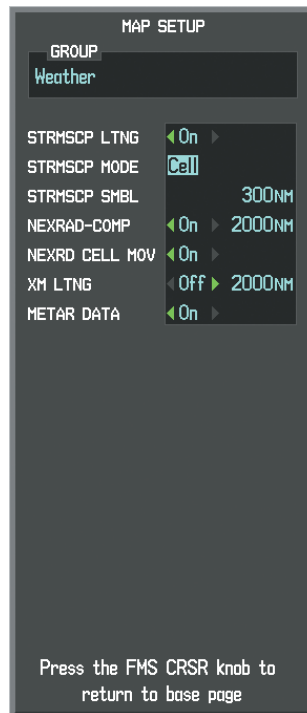 MAP SETUP
GROUP
Weather
STRMSCP LTNG On
STRMSCP MODE Cell
STRMSCP SMBL 300NM
NEXRAD-COMP On 2000NM
NEXRD CELL MOV On
XM LTNG Off 2000NM
METAR DATA On
Press the FMS CRSR knob to
return to base page